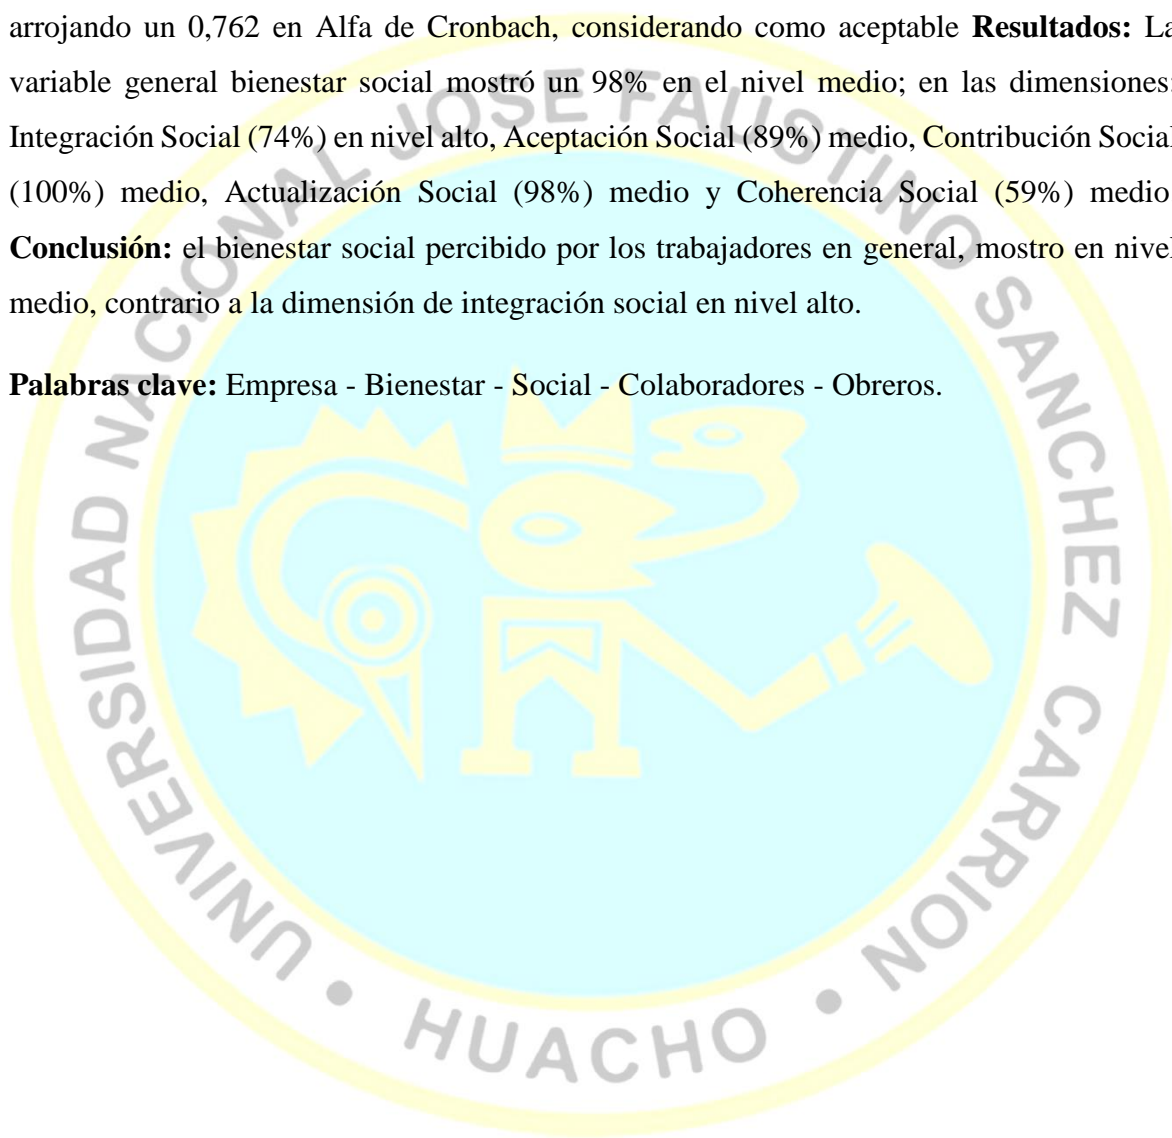 arrojando un 0,762 en Alfa de Cronbach, considerando como aceptable Resultados: La
variable general bienestar social mostró un 98% en el nivel medio; en las dimensiones:
Integración Social (74%) en nivel alto, Aceptación Social (89%) medio, Contribución Social
(100%) medio, Actualización Social (98%) medio y Coherencia Social (59%) medio
Conclusión: el bienestar social percibido por los trabajadores en general, mostro en nivel
medio, contrario a la dimensión de integración social en nivel alto.
Palabras clave: Empresa - Bienestar - Social - Colaboradores - Obreros.
UNIVERSIDAD NACIONAL JOSE FAUSTINO SANCHEZ CARRION • HUACHO •